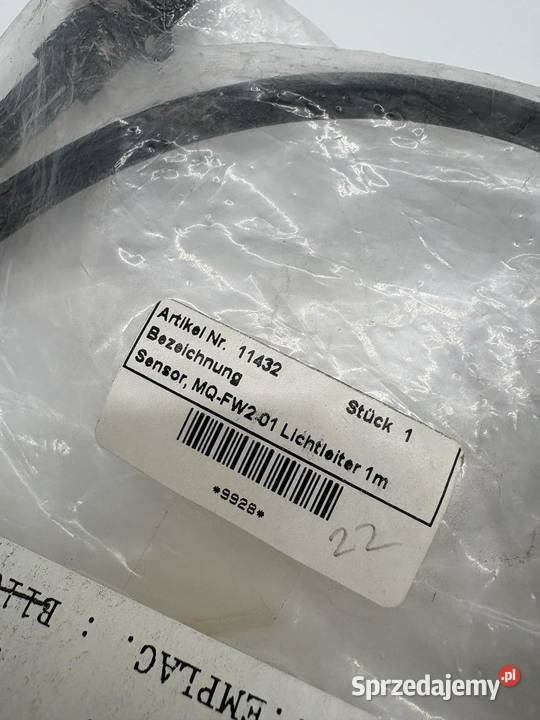 Artikel Nr. 11432 Stück 1
Bezeichnung
Sensor, MQ-FW2-01 Lichtleiter 1m
*9928*
22
.EMPLAC. :
Sprzedajemy.pl